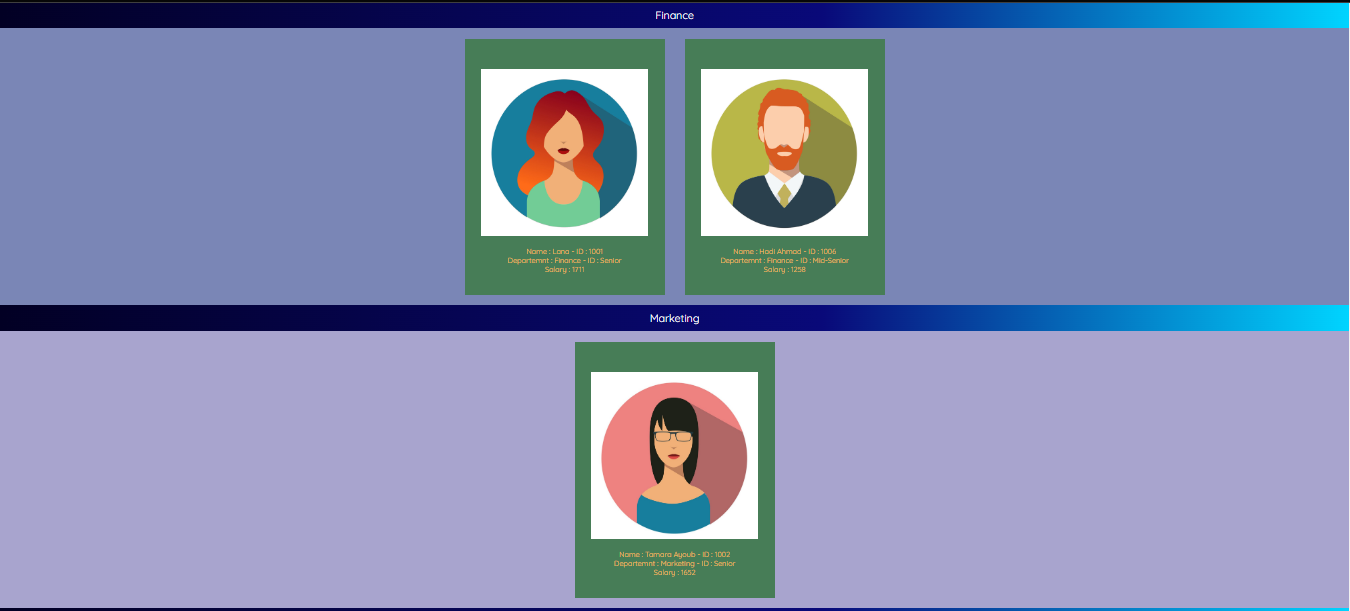 Finance
Name : Lana - ID : 1001
Departemnt : Finance - ID : Senior
Salary : 1711
Name : Hadi Ahmad - ID : 1006
Departemnt : Finance - ID : Mid-Senior
Salary : 1258
Marketing
Name : Tamara Ayoub - ID : 1002
Departemnt : Marketing - ID : Senior
Salary : 1652